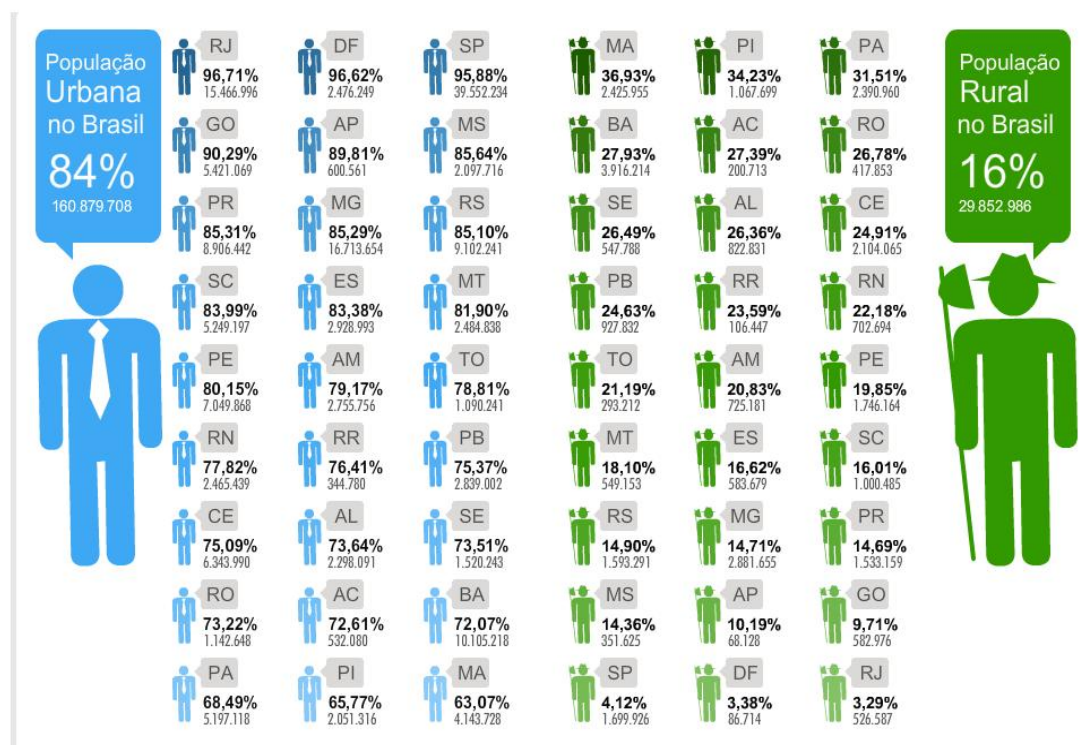 População
Urbana
no Brasil
84%
160.879.708
RJ
96,71%
15.466.996
DF
96,62%
2.476.249
SP
95,88%
39.552.234
GO
90,29%
5.421.069
AP
89,81%
600.561
MS
85,64%
2.097.716
PR
85,31%
8.906.442
MG
85,29%
16.713.654
RS
85,10%
9.102.241
SC
83,99%
5.249.197
ES
83,38%
2.928.993
MT
81,90%
2.484.838
PE
80,15%
7.049.868
AM
79,17%
2.755.756
TO
78,81%
1.090.241
RN
77,82%
2.465.439
RR
76,41%
344.780
PB
75,37%
2.839.002
CE
75,09%
6.343.990
AL
73,64%
2.298.091
SE
73,51%
1.520.243
RO
73,22%
1.142.648
AC
72,61%
532.080
BA
72,07%
10.105.218
PA
68,49%
5.197.118
PI
65,77%
2.051.316
MA
63,07%
4.143.728
MA
36,93%
2.425.955
PI
34,23%
1.067.699
PA
31,51%
2.390.960
BA
27,93%
3.916.214
AC
27,39%
200.713
RO
26,78%
417.853
SE
26,49%
547.788
AL
26,36%
822.831
CE
24,91%
2.104.065
PB
24,63%
927.832
RR
23,59%
106.447
RN
22,18%
702.694
TO
21,19%
293.212
AM
20,83%
725.181
PE
19,85%
1.746.164
MT
18,10%
549.153
ES
16,62%
583.679
SC
16,01%
1.000.485
RS
14,90%
1.593.291
MG
14,71%
2.881.655
PR
14,69%
1.533.159
MS
14,36%
351.625
AP
10,19%
68.128
GO
9,71%
582.976
SP
4,12%
1.699.926
DF
3,38%
86.714
RJ
3,29%
526.587
População
Rural
no Brasil
16%
29.852.986